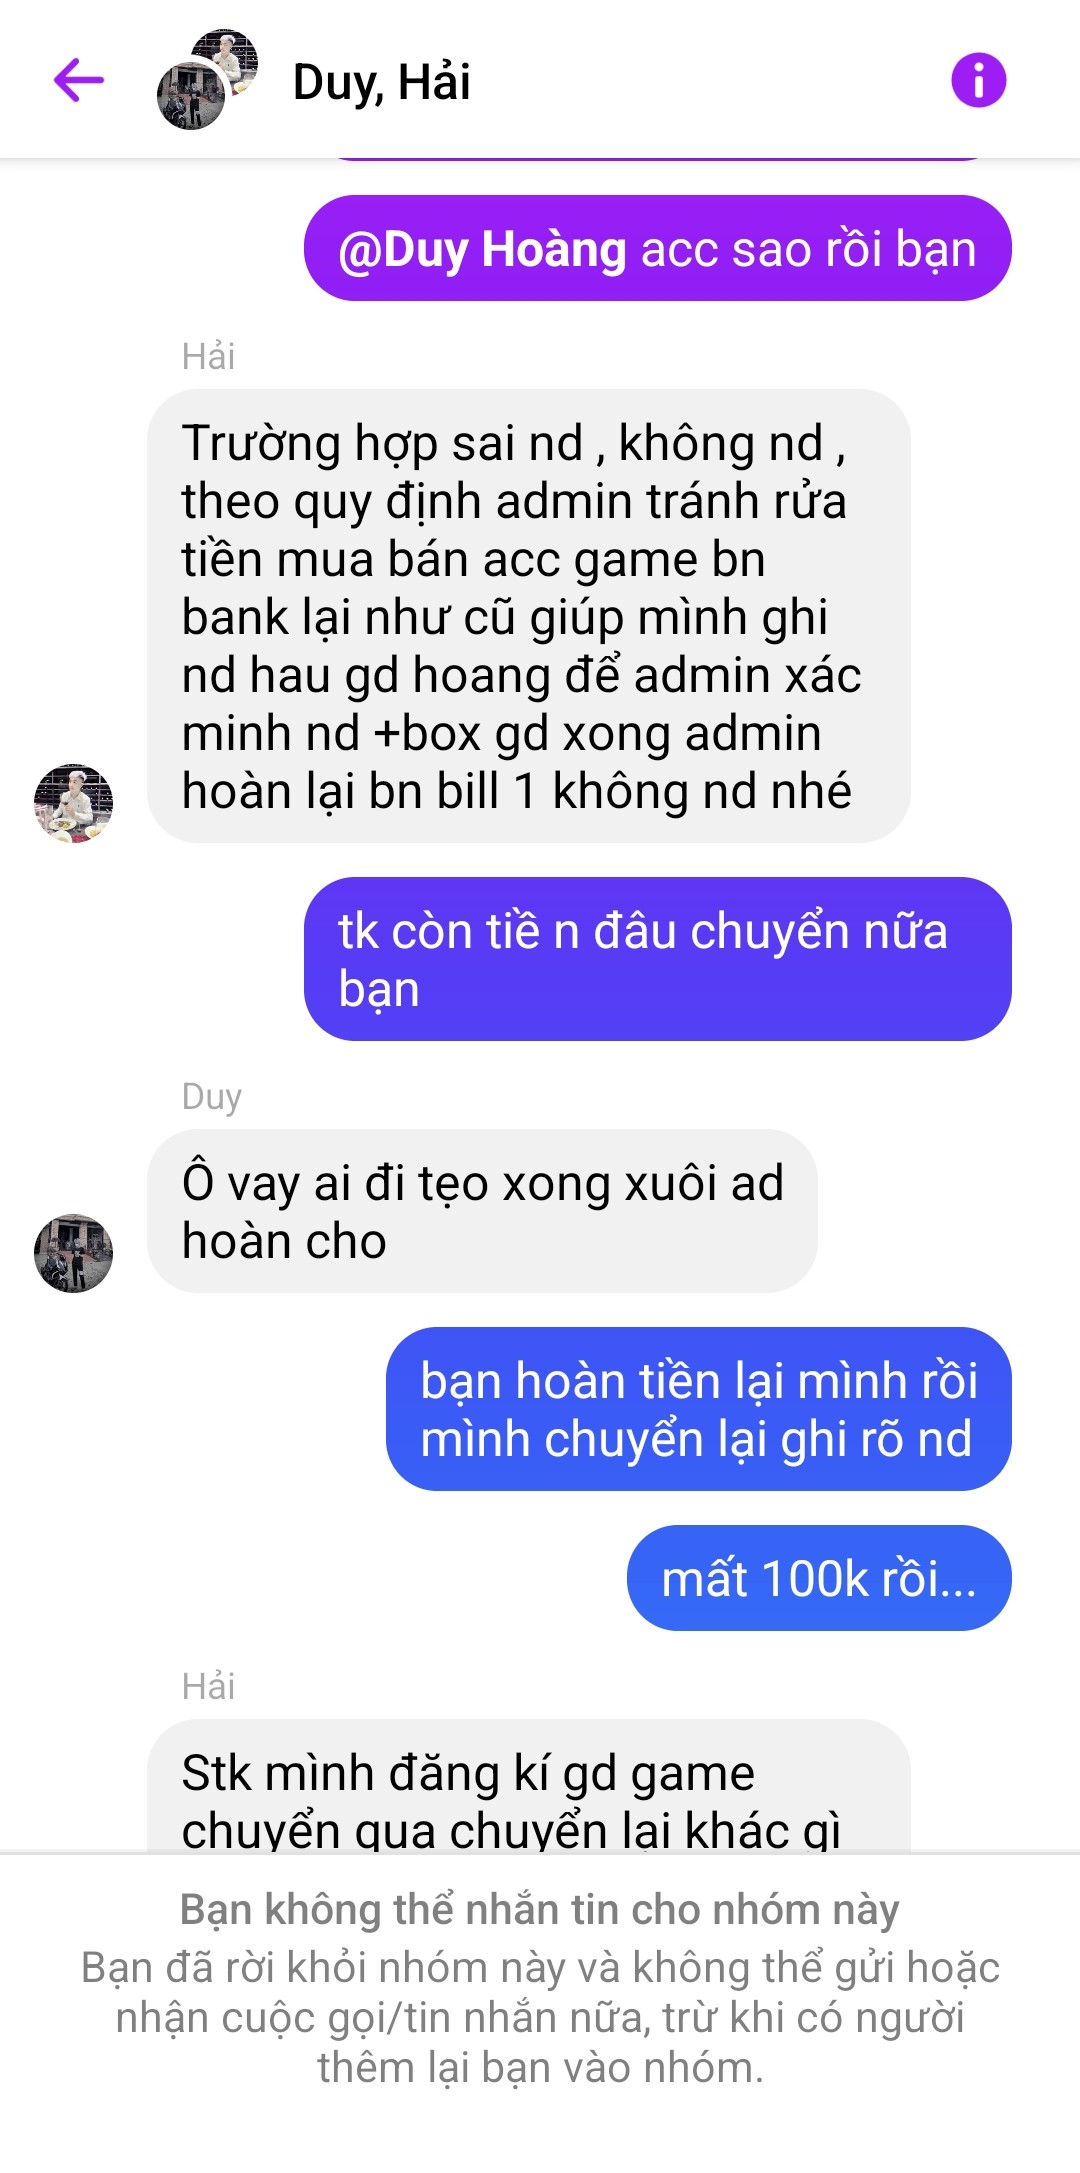 Duy, Hải
@Duy Hoàng acc sao rồi bạn
Hải
Trường hợp sai nd , không nd ,
theo quy định admin tránh rửa
tiền mua bán acc game bn
bank lại như cũ giúp mình ghi
nd hau gd hoang để admin xác
minh nd +box gd xong admin
hoàn lại bn bill 1 không nd nhé
tk còn tiề n đâu chuyển nữa
bạn
Duy
Ô vay ai đi tẹo xong xuôi ad
hoàn cho
bạn hoàn tiền lại mình rồi
mình chuyển lại ghi rõ nd
mất 100k rồi...
Hải
Stk mình đăng kí gd game
chuyển qua chuyển lại khác gì
Bạn không thể nhắn tin cho nhóm này
Bạn đã rời khỏi nhóm này và không thể gửi hoặc
nhận cuộc gọi/tin nhắn nữa, trừ khi có người
thêm lại bạn vào nhóm.